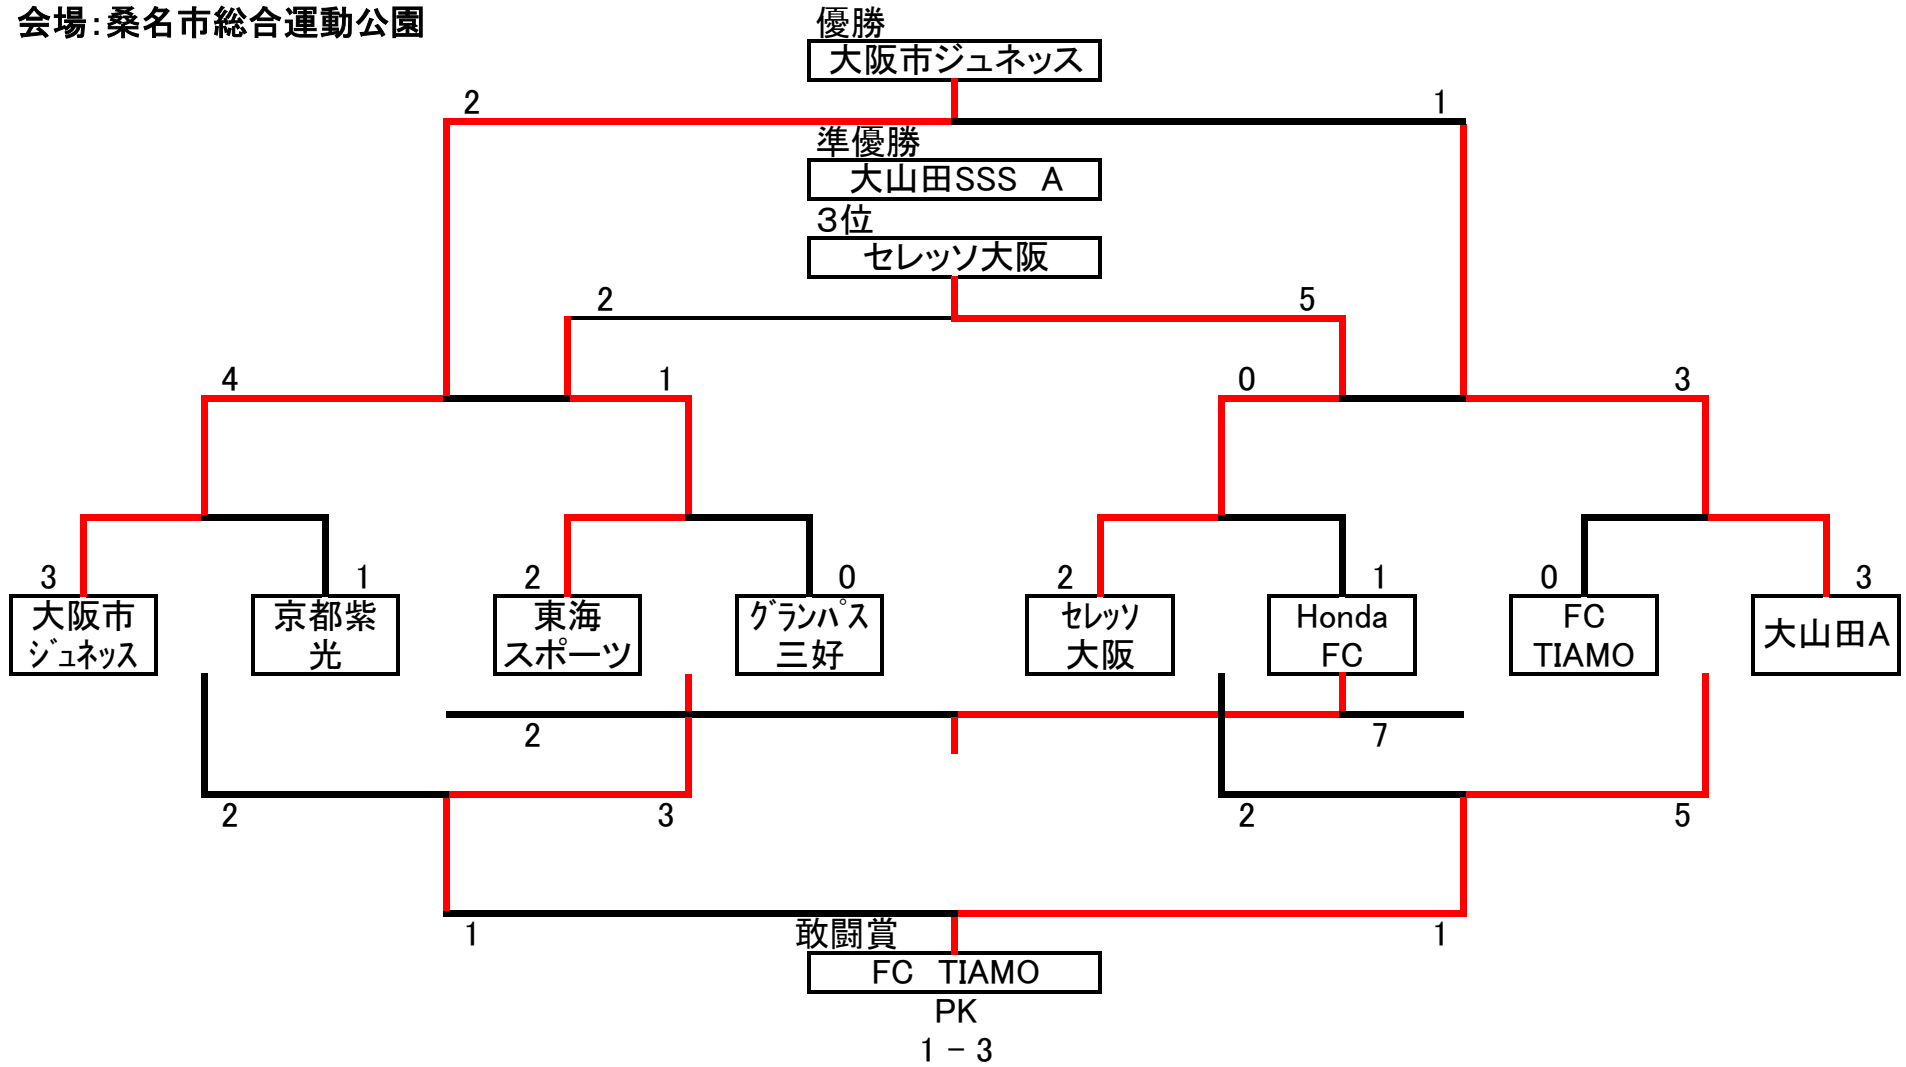 会場：桑名市総合運動公園
優勝
大阪市ジュネッス
2
1
準優勝
大山田SSS　A
３位
セレッソ大阪
2
5
4
1
0
3
3
1
2
0
2
1
0
3
大阪市
ｼﾞｭﾈｯｽ
京都紫
光
東海
スポーツ
ｸﾞﾗﾝﾊﾟｽ
三好
ｾﾚｯｿ
大阪
Honda
FC
FC
TIAMO
大山田A
2
7
2
3
2
5
1
1
敢闘賞
FC　TIAMO
PK
1 － 3